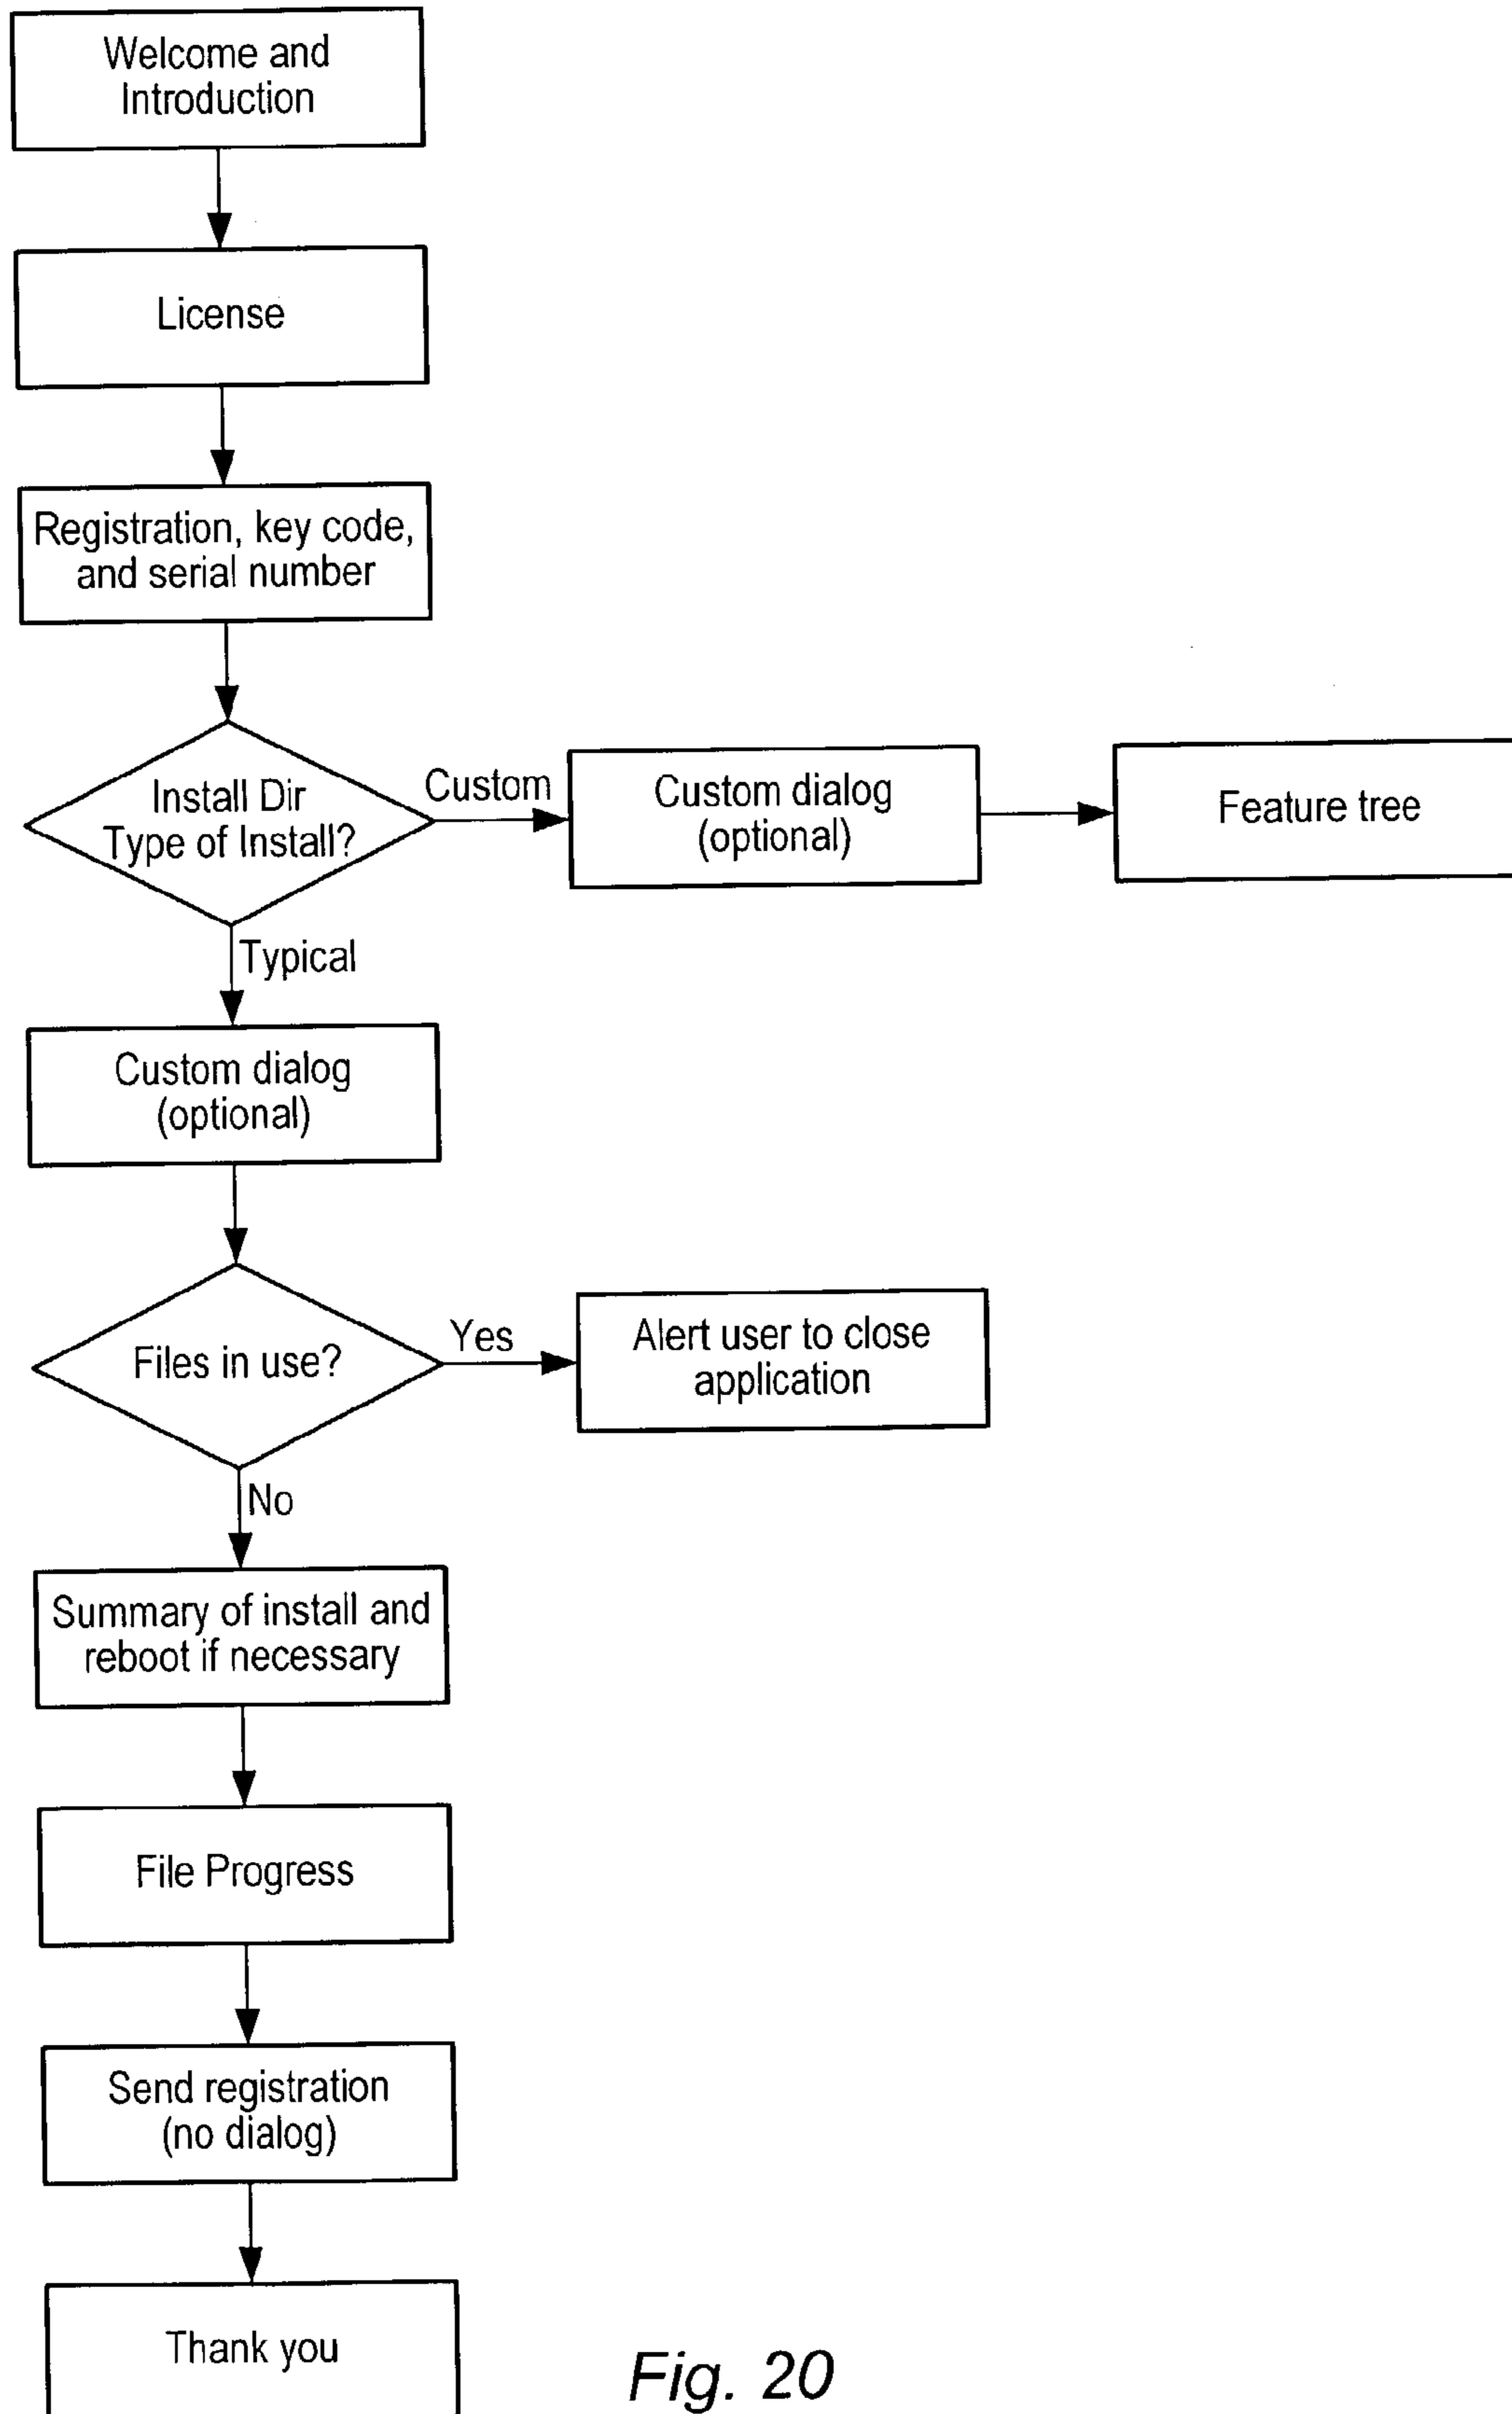 Welcome and
Introduction
License
Registration, key code,
and serial number
Install Dir
Type of Install?
Custom
Custom dialog
(optional)
Feature tree
Typical
Custom dialog
(optional)
Files in use?
Yes
Alert user to close
application
No
Summary of install and
reboot if necessary
File Progress
Send registration
(no dialog)
Thank you
Fig. 20